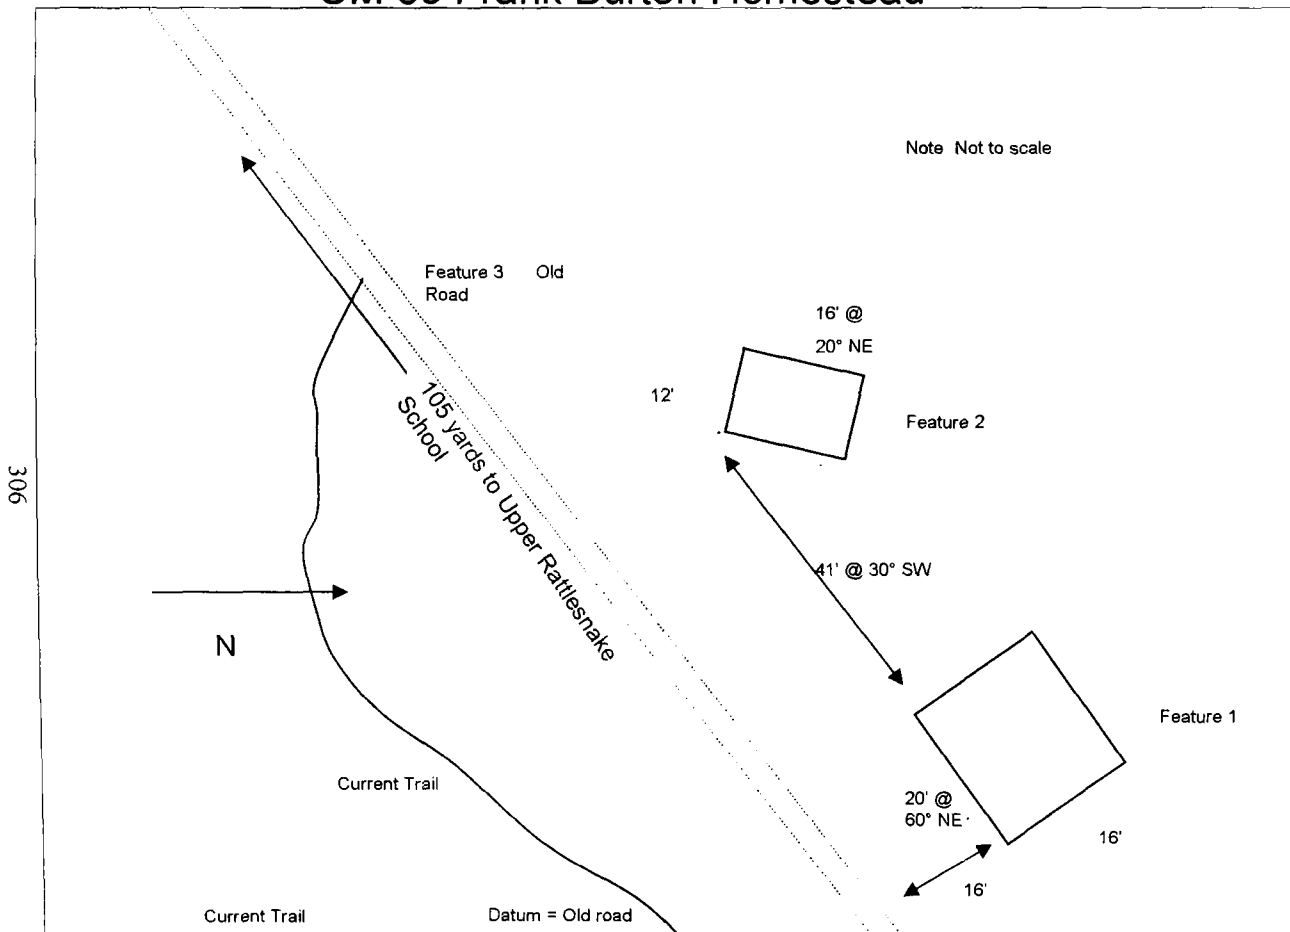 Note Not to scale
Feature 3 Old
Road
16' @
20° NE
12'
Feature 2
105 yards to Upper Rattlesnake
School
306
41' @ 30° SW
N
Feature 1
Current Trail
20' @
60° NE
16'
16'
Current Trail
Datum = Old road